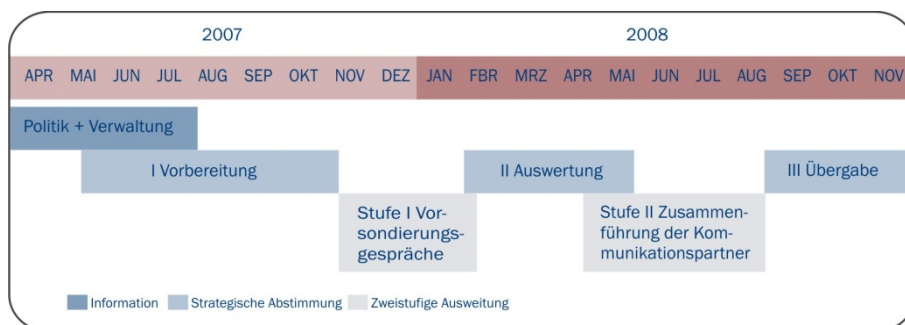 2007 2008
APR MAI JUN JUL AUG SEP OKT NOV DEZ JAN FBR MRZ APR MAI JUN JUL AUG SEP OKT NOV
Politik + Verwaltung
I Vorbereitung II Auswertung III Übergabe
Stufe I Vor-
sondierungs-
gespräche
Stufe II Zusammen-
führung der Kom-
munikationspartner
Information Strategische Abstimmung Zweistufige Ausweitung